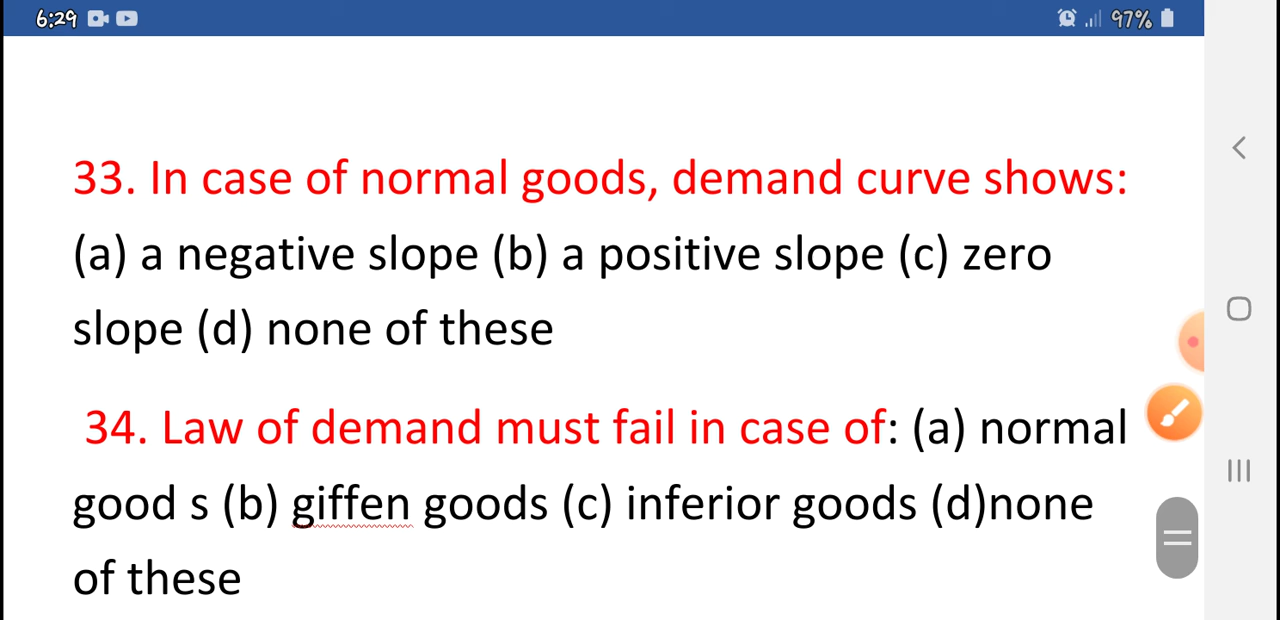 6:29 97%
33. In case of normal goods, demand curve shows:
(a) a negative slope (b) a positive slope (c) zero
slope (d) none of these
34. Law of demand must fail in case of: (a) normal
good s (b) giffen goods (c) inferior goods (d)none
of these